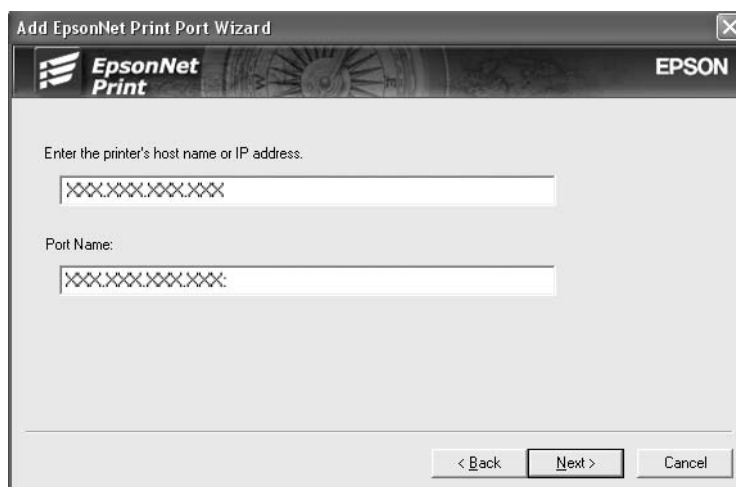 Add EpsonNet Print Port Wizard
EpsonNet
Print
EPSON
Enter the printer's host name or IP address.
XXX.XXX.XXX.XXX
Port Name:
XXX.XXX.XXX.XXX:
< Back
Next >
Cancel